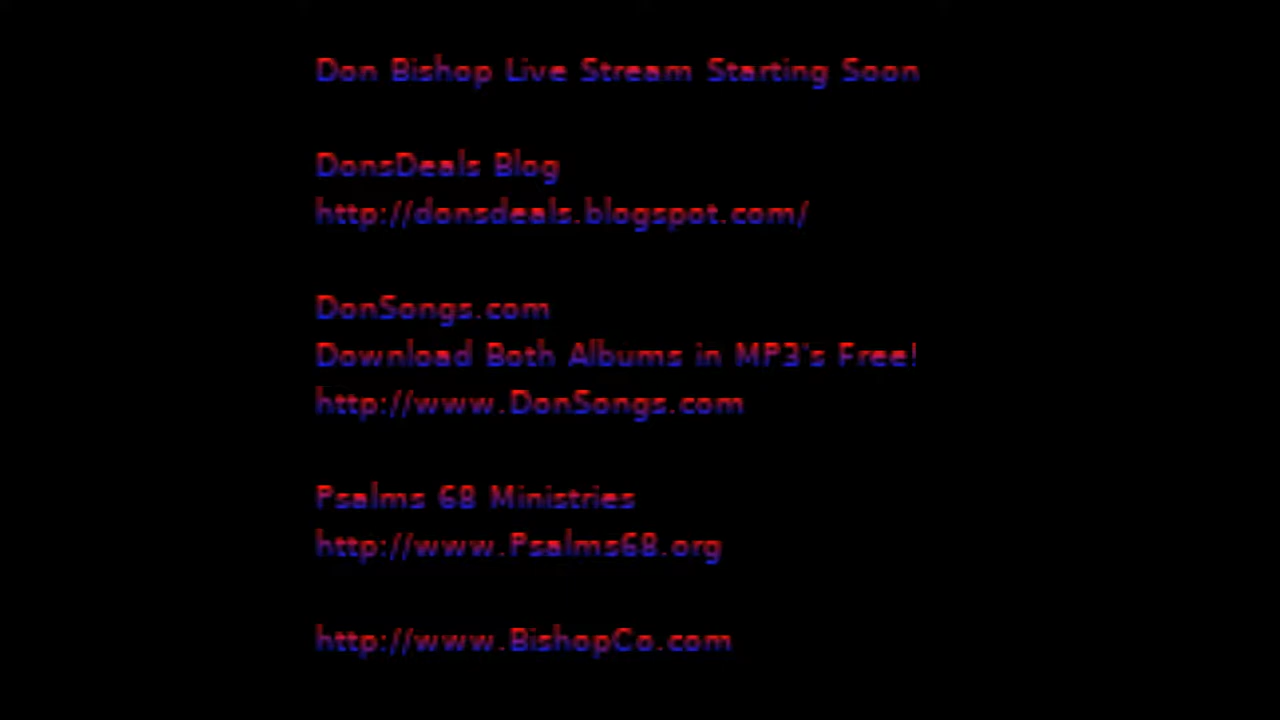 Don Bishop Live Stream Starting Soon
DonsDeals Blog
http://donsdeals.blogspot.com/
DonSongs.com
Download Both Albums in MP3's Free!
http://www.DonSongs.com
Psalms 68 Ministries
http://www.Psalms68.org
http://www.BishopCo.com